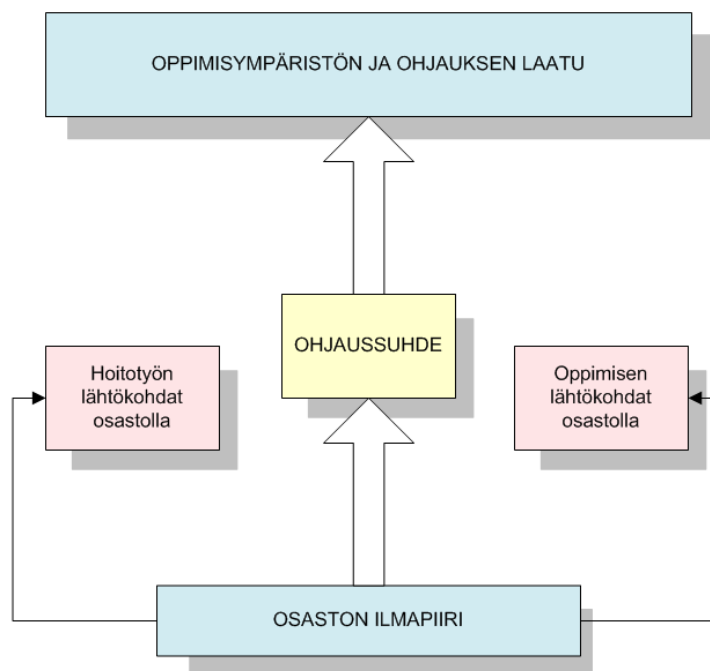 OPPIMISYMPÄRISTÖN JA OHJAUKSEN LAATU
OHJAUSSUHDE
Hoitotyön
lähtökohdat
osastolla
Oppimisen
lähtökohdat
osastolla
OSASTON ILMAPIIRI